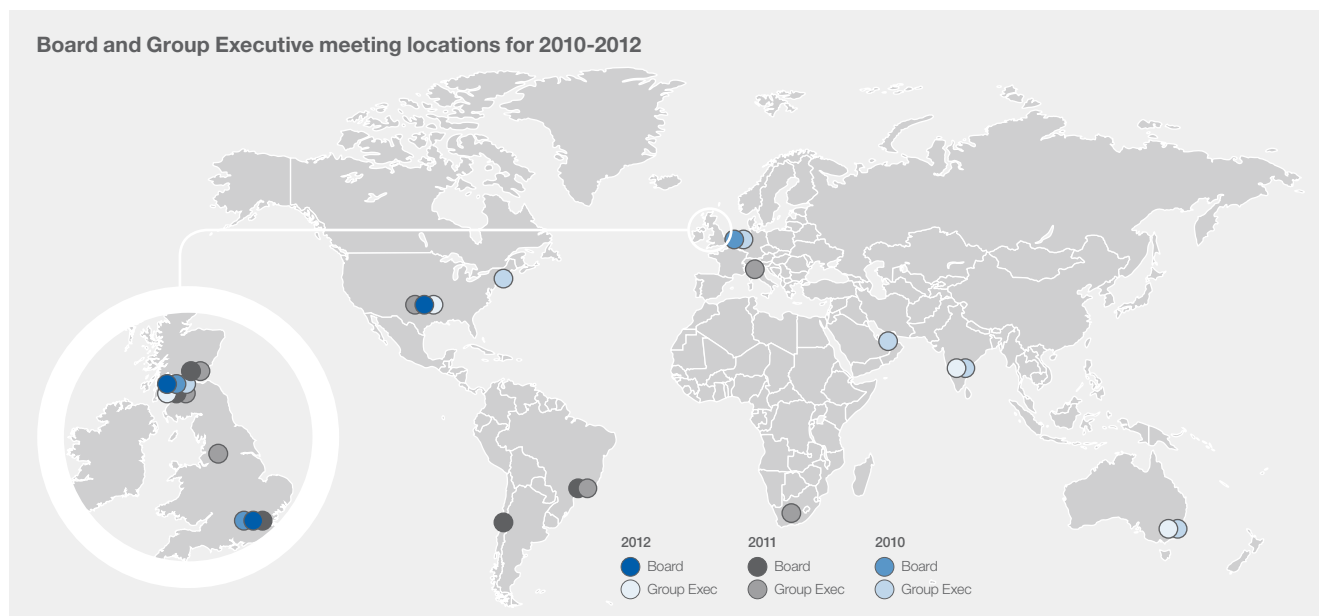 Board and Group Executive meeting locations for 2010-2012
2012 2011 2010
Board Board Board
Group Exec Group Exec Group Exec